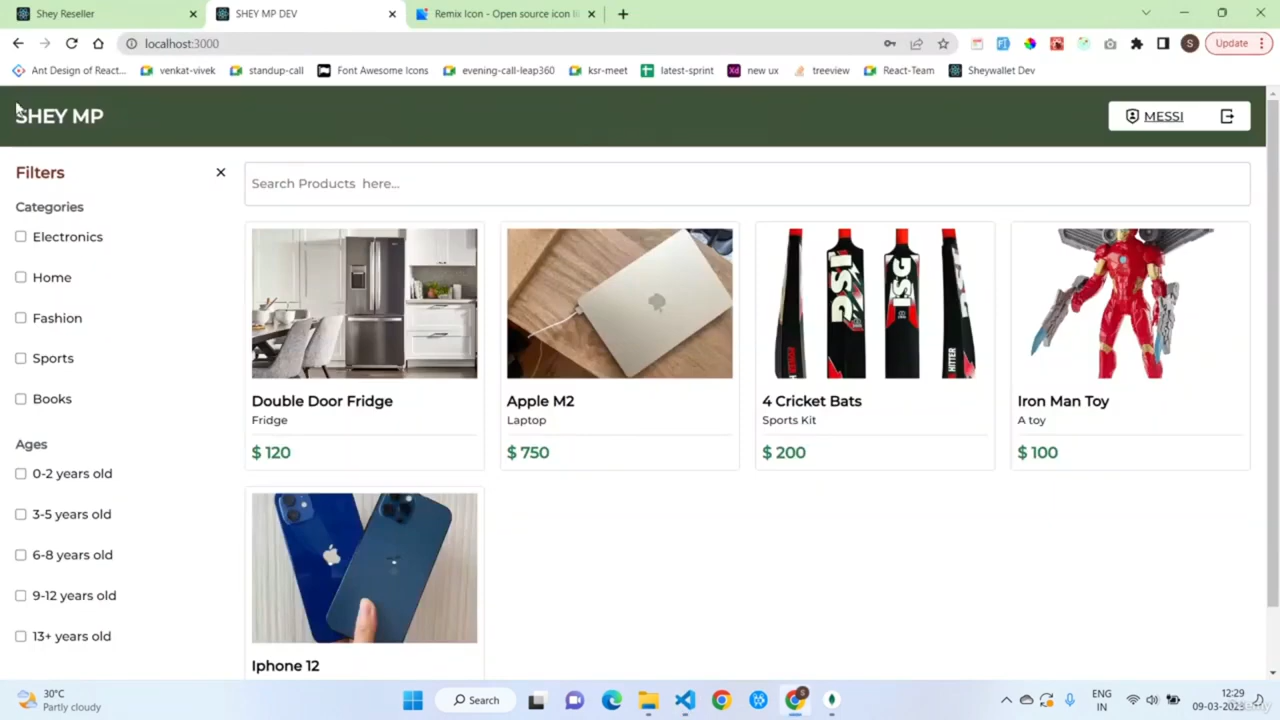 Shey Reseller
SHEY MP DEV
Remix Icon - Open source icon li
localhost:3000
Update
Ant Design of React...
venkat-vivek
standup-call
Font Awesome Icons
evening-call-leap360
ksr-meet
latest-sprint
new ux
treeview
React-Team
Sheywallet Dev
SHEY MP
MESSI
Filters
Categories
Electronics
Home
Fashion
Sports
Books
Ages
0-2 years old
3-5 years old
6-8 years old
9-12 years old
13+ years old
Search Products here...
Double Door Fridge
Fridge
$ 120
Apple M2
Laptop
$ 750
4 Cricket Bats
Sports Kit
$ 200
Iron Man Toy
A toy
$ 100
Iphone 12
30°C
Partly cloudy
Search
ENG
IN
12:29
09-03-2023